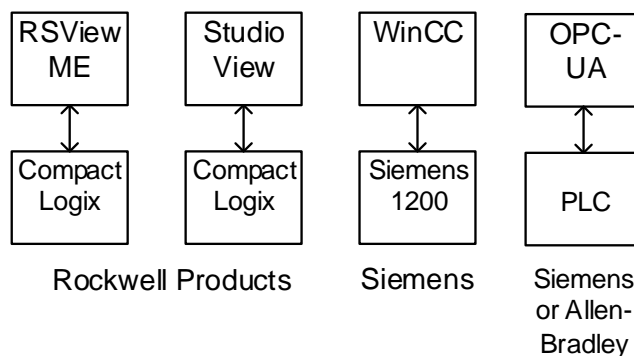 RSView
ME
Studio
View
WinCC
OPC-
UA
Compact
Logix
Compact
Logix
Siemens
1200
PLC
Rockwell Products
Siemens
Siemens
or Allen-
Bradley